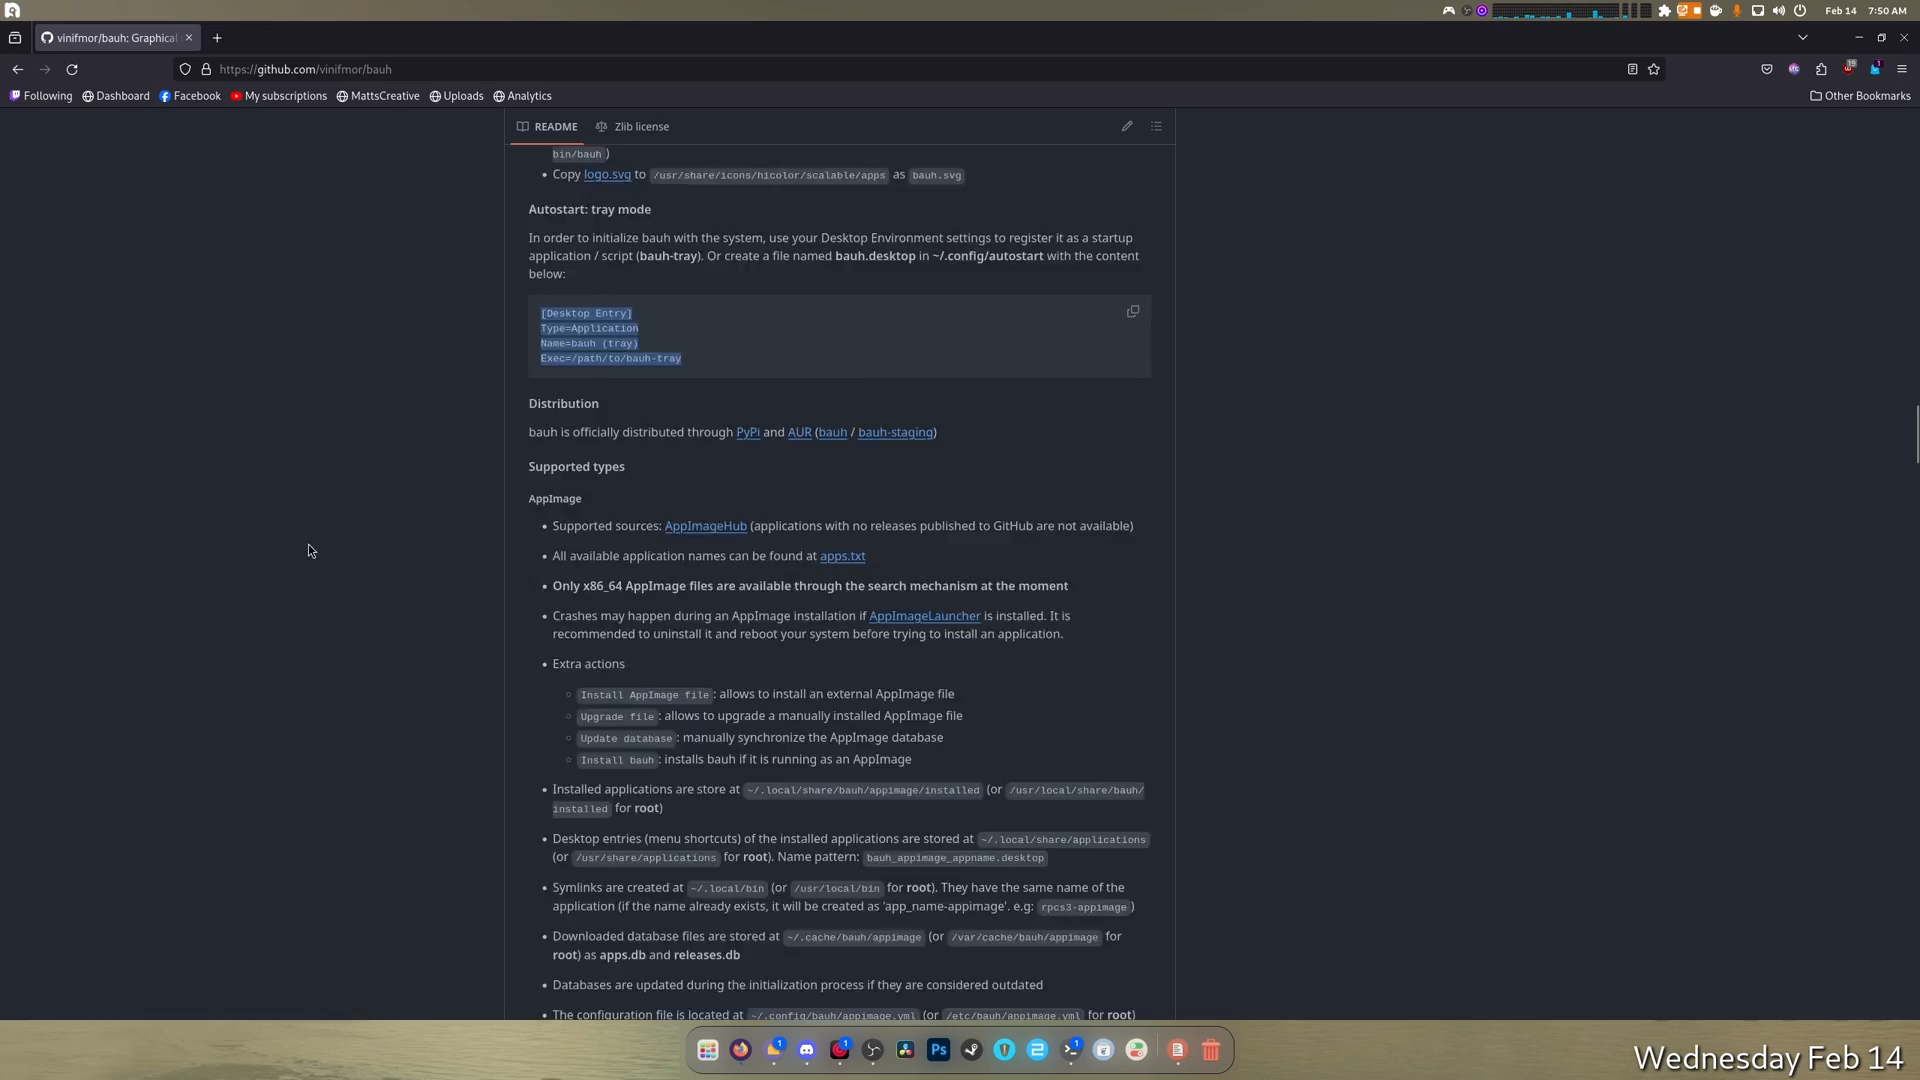 Feb 14 7:50 AM
vinifmor/bauh: Graphical
https://github.com/vinifmor/bauh
19
1
Following Dashboard Facebook My subscriptions MattsCreative Uploads Analytics Other Bookmarks
README Zlib license
bin/bauh )
• Copy logo.svg to /usr/share/icons/hicolor/scalable/apps as bauh.svg
Autostart: tray mode
In order to initialize bauh with the system, use your Desktop Environment settings to register it as a startup
application / script (bauh-tray). Or create a file named bauh.desktop in ~/.config/autostart with the content
below:
[Desktop Entry]
Type=Application
Name=bauh (tray)
Exec=/path/to/bauh-tray
Distribution
bauh is officially distributed through PyPi and AUR (bauh / bauh-staging)
Supported types
AppImage
• Supported sources: AppImageHub (applications with no releases published to GitHub are not available)
• All available application names can be found at apps.txt
• Only x86_64 AppImage files are available through the search mechanism at the moment
• Crashes may happen during an AppImage installation if AppImageLauncher is installed. It is
recommended to uninstall it and reboot your system before trying to install an application.
• Extra actions
○ Install AppImage file : allows to install an external AppImage file
○ Upgrade file : allows to upgrade a manually installed AppImage file
○ Update database : manually synchronize the AppImage database
○ Install bauh : installs bauh if it is running as an AppImage
• Installed applications are store at ~/.local/share/bauh/appimage/installed (or /usr/local/share/bauh/
installed for root)
• Desktop entries (menu shortcuts) of the installed applications are stored at ~/.local/share/applications
(or /usr/share/applications for root). Name pattern: bauh_appimage_appname.desktop
• Symlinks are created at ~/.local/bin (or /usr/local/bin for root). They have the same name of the
application (if the name already exists, it will be created as 'app_name-appimage'. e.g: rpcs3-appimage )
• Downloaded database files are stored at ~/.cache/bauh/appimage (or /var/cache/bauh/appimage for
root) as apps.db and releases.db
• Databases are updated during the initialization process if they are considered outdated
• The configuration file is located at ~/.config/bauh/appimage.yml (or /etc/bauh/appimage.yml for root)
1 1 Ps 1
Wednesday Feb 14